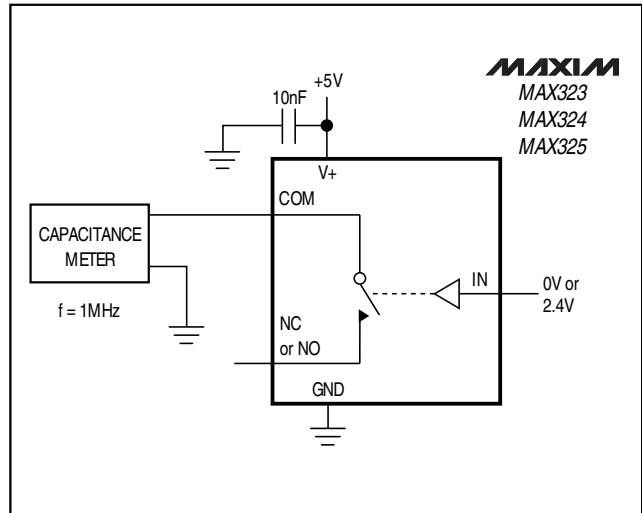 MAXIM
MAX323
MAX324
MAX325
+5V
10nF
V+
COM
CAPACITANCE
METER
f = 1MHz
IN
0V or
2.4V
NC
or NO
GND